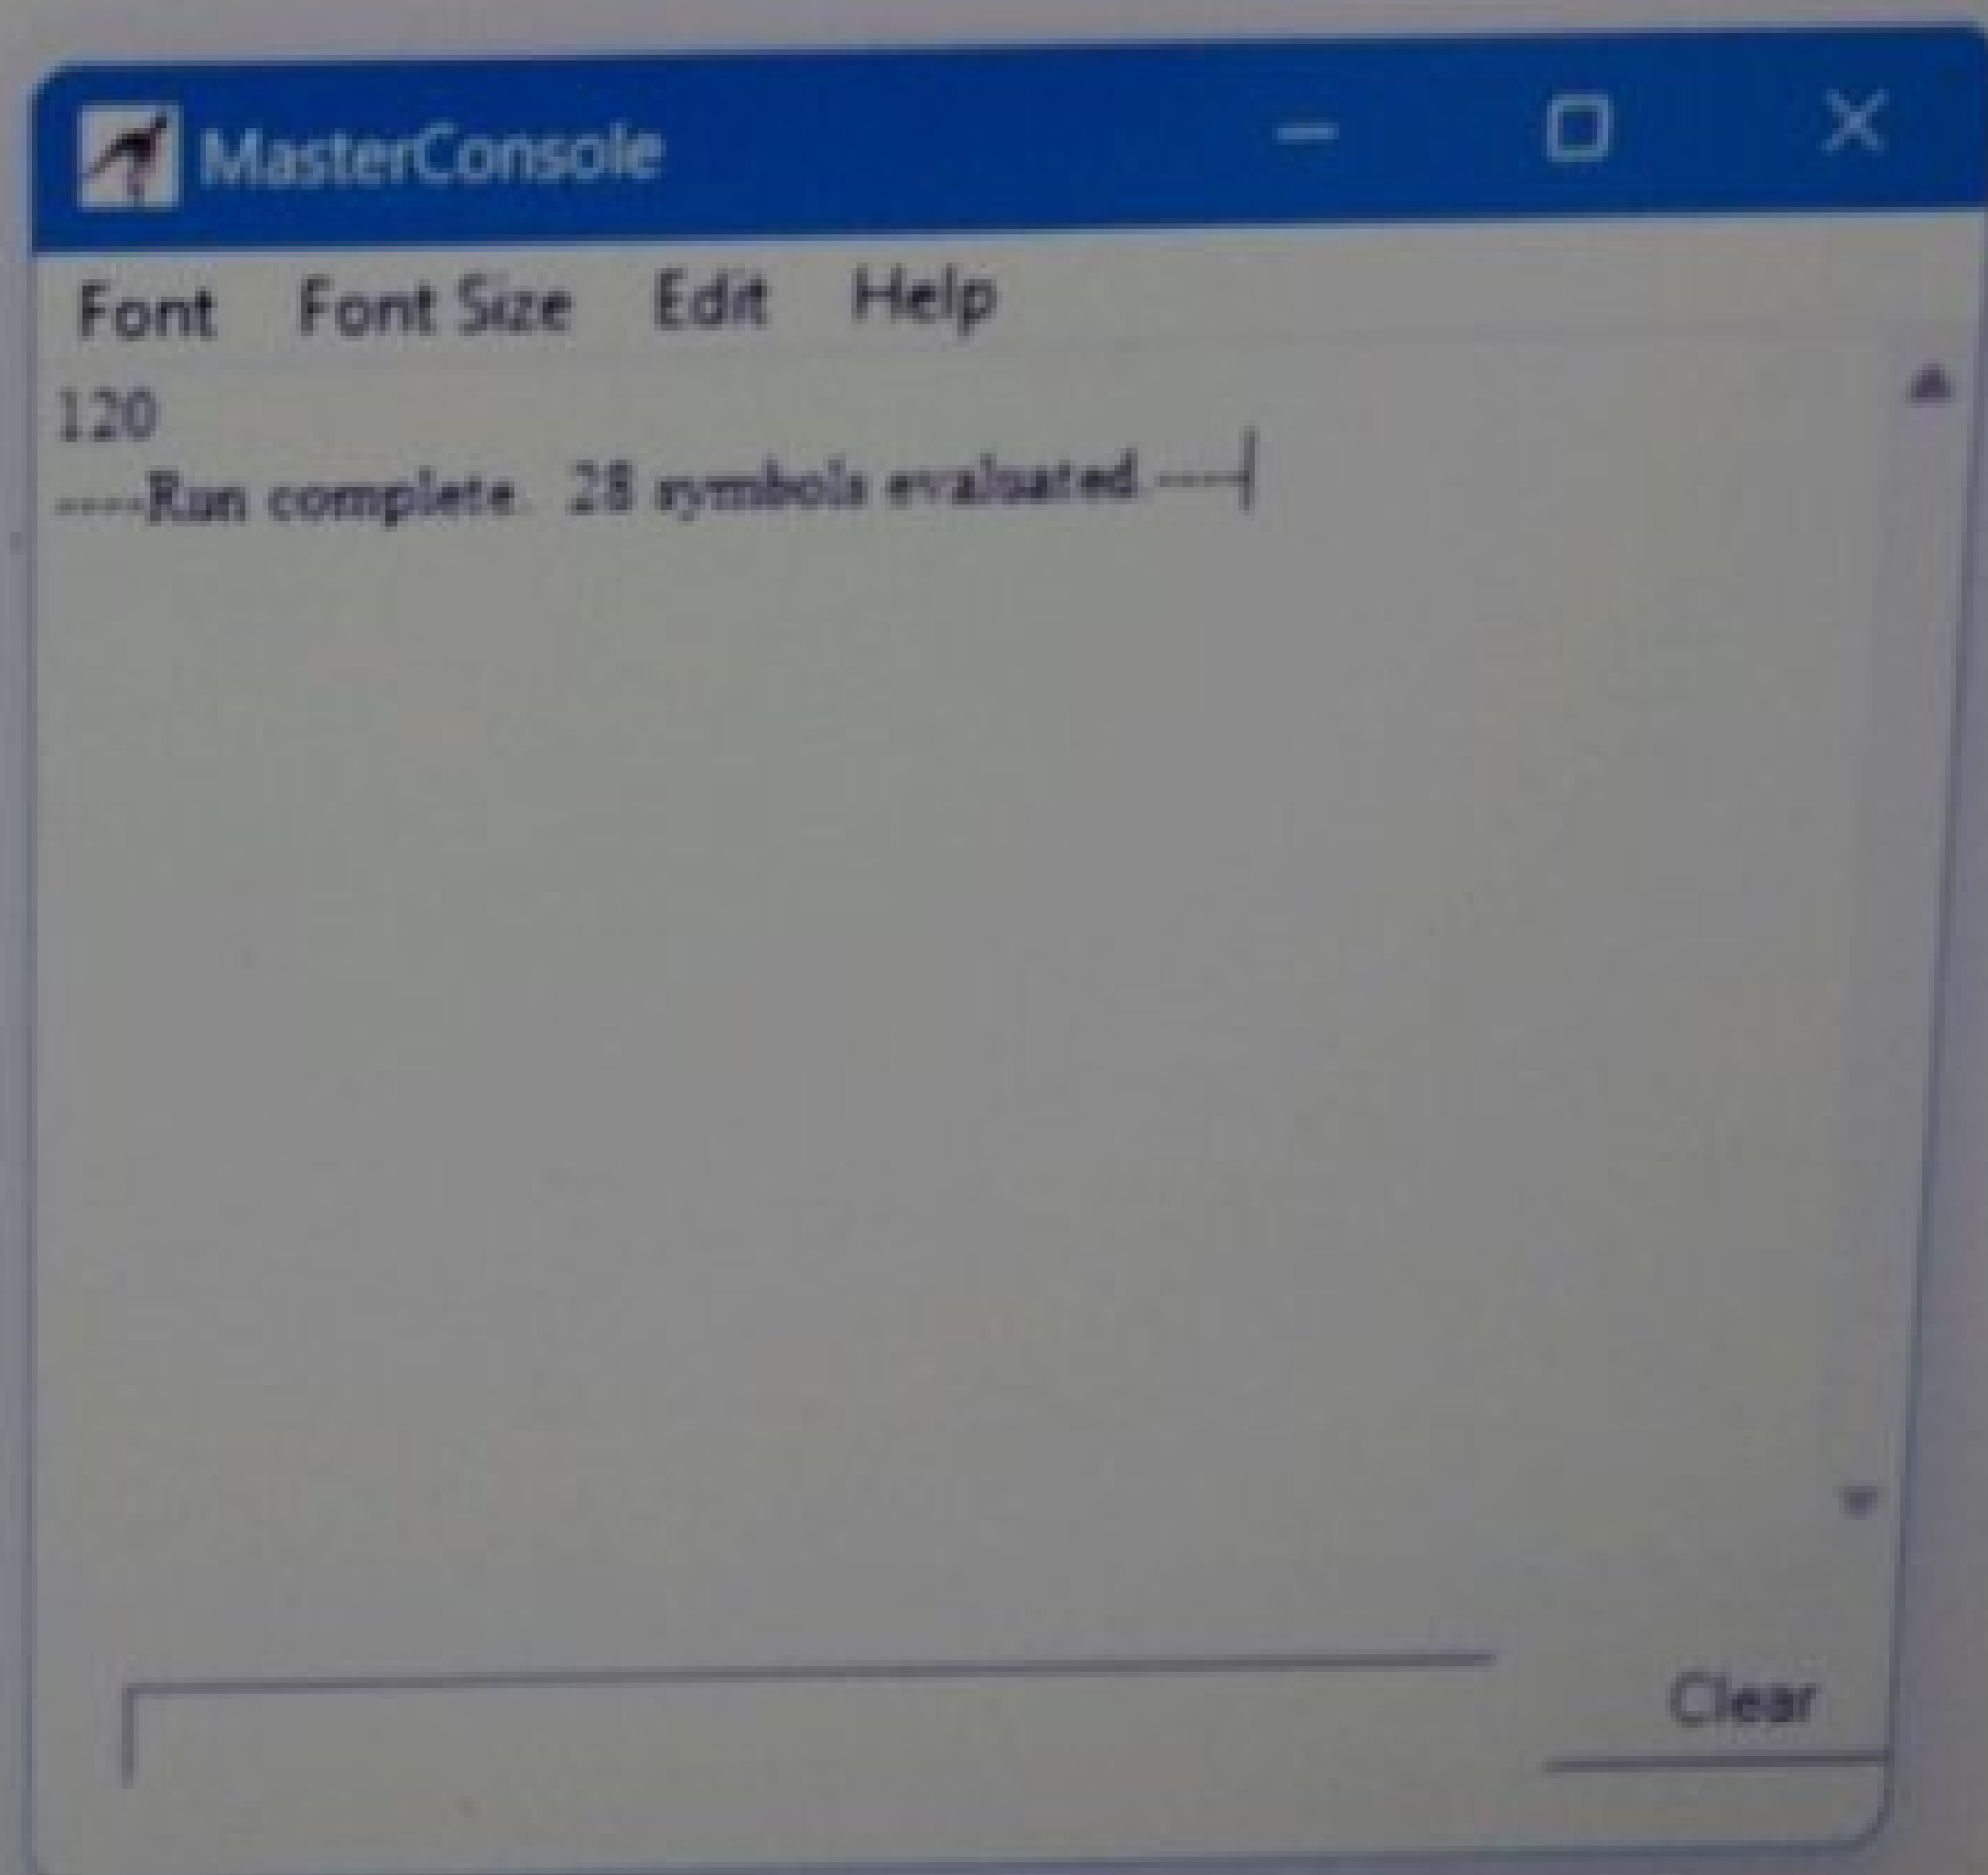 MasterConsole
Font Font Size Edit Help
120
----Run complete. 28 symbols evaluated.----
Clear